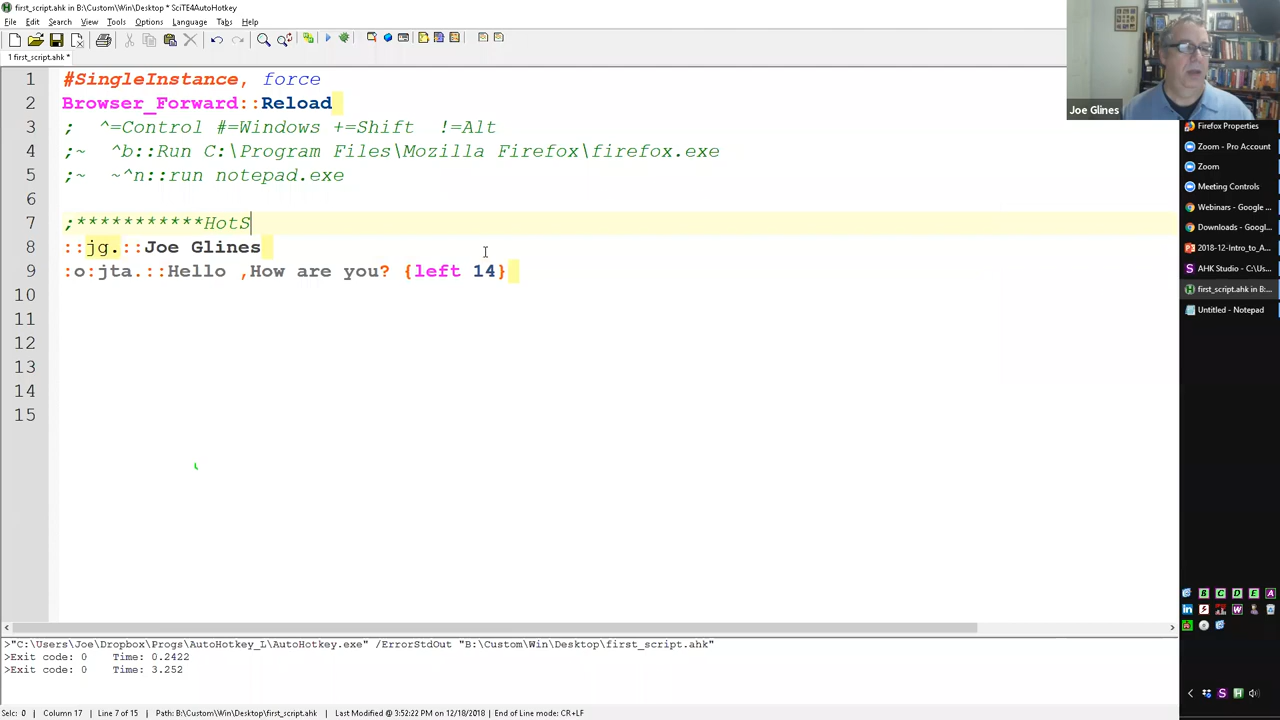 first_script.ahk in B:\Custom\Win\Desktop * SciTE4AutoHotkey
File Edit Search View Tools Options Language Tabs Help
1 first_script.ahk *
1 #SingleInstance, force
2 Browser_Forward::Reload
3 ;  ^=Control #=Windows +=Shift  !=Alt
4 ;~  ^b::Run C:\Program Files\Mozilla Firefox\firefox.exe
5 ;~  ~^n::run notepad.exe
6
7 ;***********HotS
8 ::jg.::Joe Glines
9 :o:jta.::Hello ,How are you? {left 14}
10
11
12
13
14
15
Joe Glines
Firefox Properties
Zoom - Pro Account
Zoom
Meeting Controls
Webinars - Google ...
Downloads - Googl...
2018-12-Intro_to_A...
AHK Studio - C:\Us...
first_script.ahk in B:...
Untitled - Notepad
B C D E A
>"C:\Users\Joe\Dropbox\Progs\AutoHotkey_L\AutoHotkey.exe" /ErrorStdOut "B:\Custom\Win\Desktop\first_script.ahk"
>Exit code: 0    Time: 0.2422
>Exit code: 0    Time: 3.252
Selc: 0 | Column 17 | Line 7 of 15 | Path: B:\Custom\Win\Desktop\first_script.ahk | Last Modified @ 3:52:22 PM on 12/18/2018 | End of Line mode: CR+LF